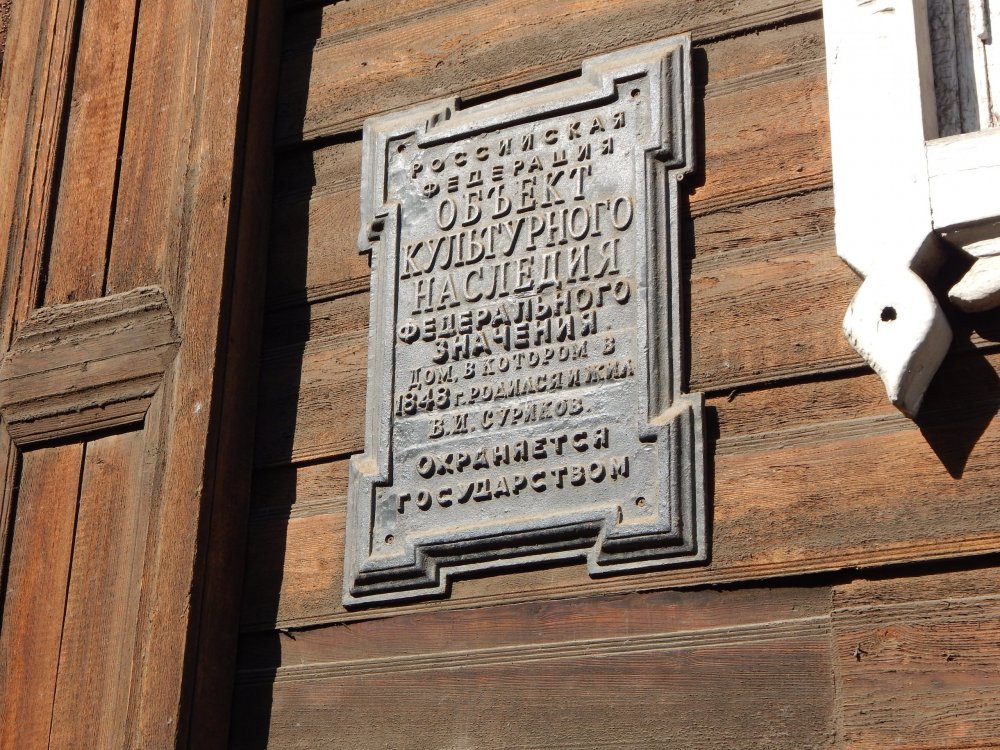 РОССИЙСКАЯ
ФЕДЕРАЦИЯ
ОБЪЕКТ
КУЛЬТУРНОГО
НАСЛЕДИЯ
ФЕДЕРАЛЬНОГО
ЗНАЧЕНИЯ
ДОМ, В КОТОРОМ В
1848 Г. РОДИЛСЯ И ЖИЛ
В.И. СУРИКОВ.
ОХРАНЯЕТСЯ
ГОСУДАРСТВОМ